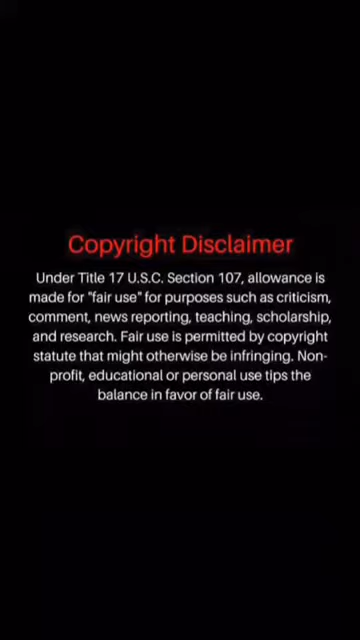 Copyright Disclaimer
Under Title 17 U.S.C. Section 107, allowance is
made for "fair use" for purposes such as criticism,
comment, news reporting, teaching, scholarship,
and research. Fair use is permitted by copyright
statute that might otherwise be infringing. Non-
profit, educational or personal use tips the
balance in favor of fair use.